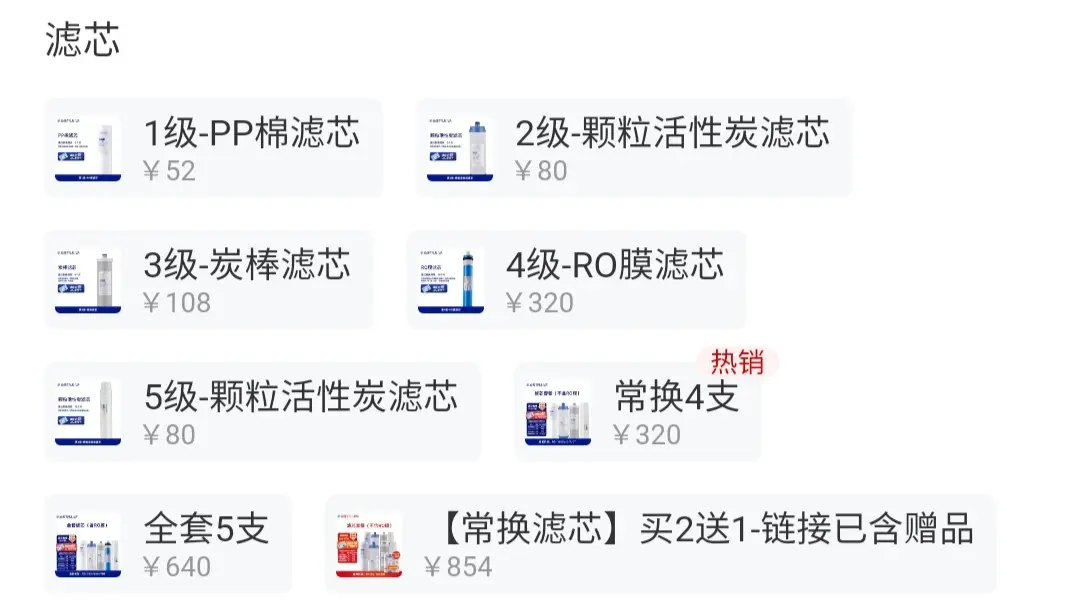 滤芯
1级-PP棉滤芯
￥52
2级-颗粒活性炭滤芯
￥80
3级-炭棒滤芯
￥108
4级-RO膜滤芯
￥320
5级-颗粒活性炭滤芯
￥80
热销
常换4支
￥320
全套5支
￥640
【常换滤芯】买2送1-链接已含赠品
￥854